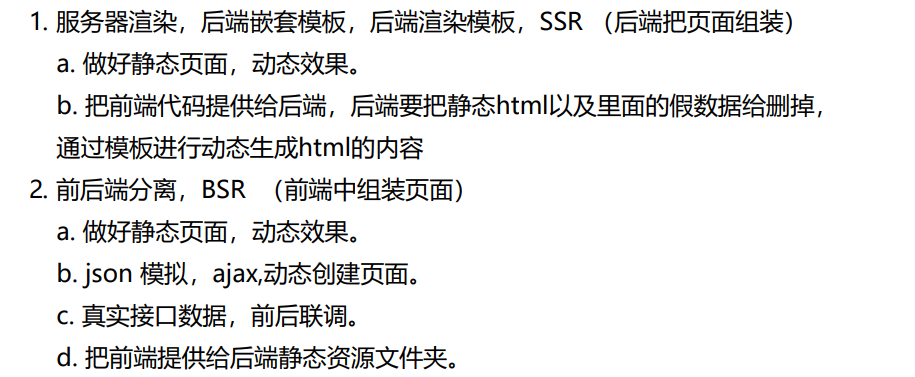 1. 服务器渲染，后端嵌套模板，后端渲染模板，SSR （后端把页面组装）
a. 做好静态页面，动态效果。
b. 把前端代码提供给后端，后端要把静态html以及里面的假数据给删掉，
通过模板进行动态生成html的内容
2. 前后端分离，BSR （前端中组装页面）
a. 做好静态页面，动态效果。
b. json 模拟，ajax,动态创建页面。
c. 真实接口数据，前后联调。
d. 把前端提供给后端静态资源文件夹。